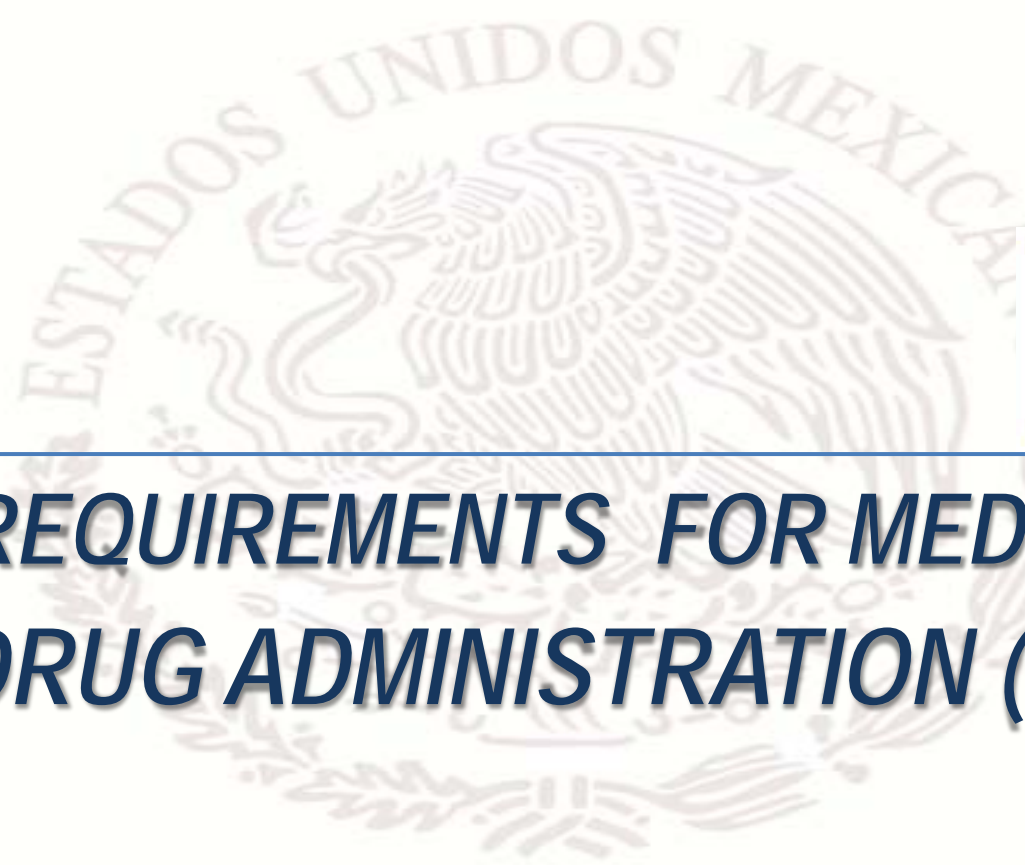 ESTADOS UNIDOS MEXICA
REQUIREMENTS FOR MED
DRUG ADMINISTRATION (